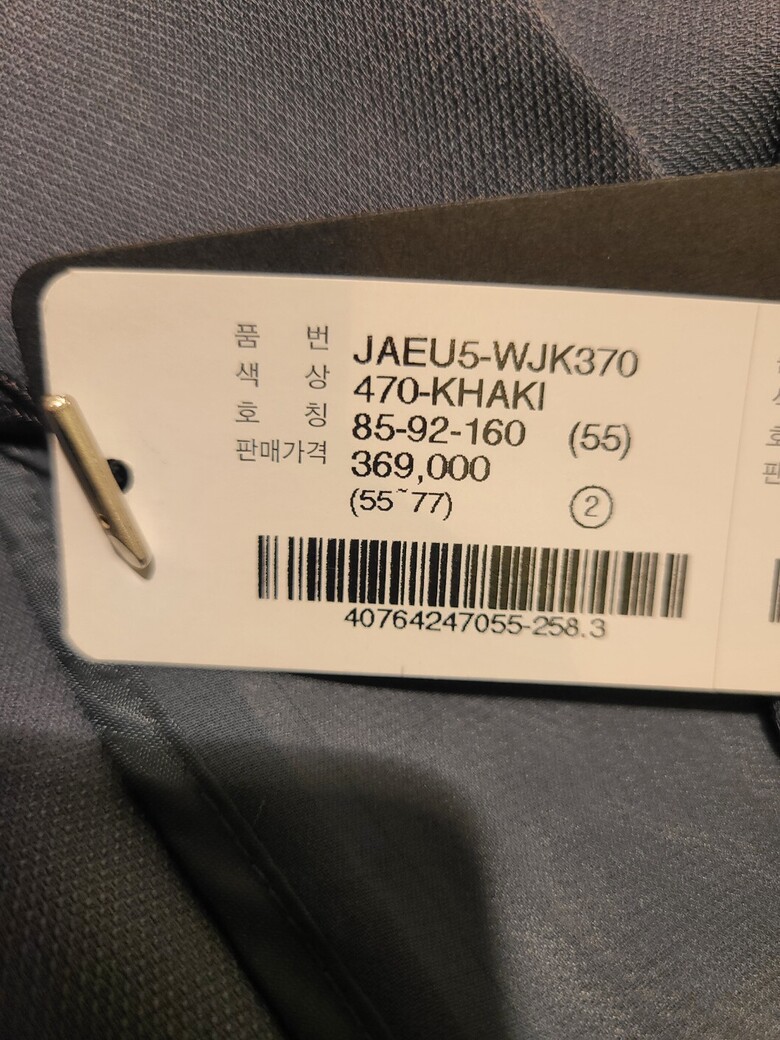 품 번 JAEU5-WJK370
색 상 470-KHAKI
호 칭 85-92-160 (55)
판매가격 369,000
(55~77) ②
40764247055-258.3